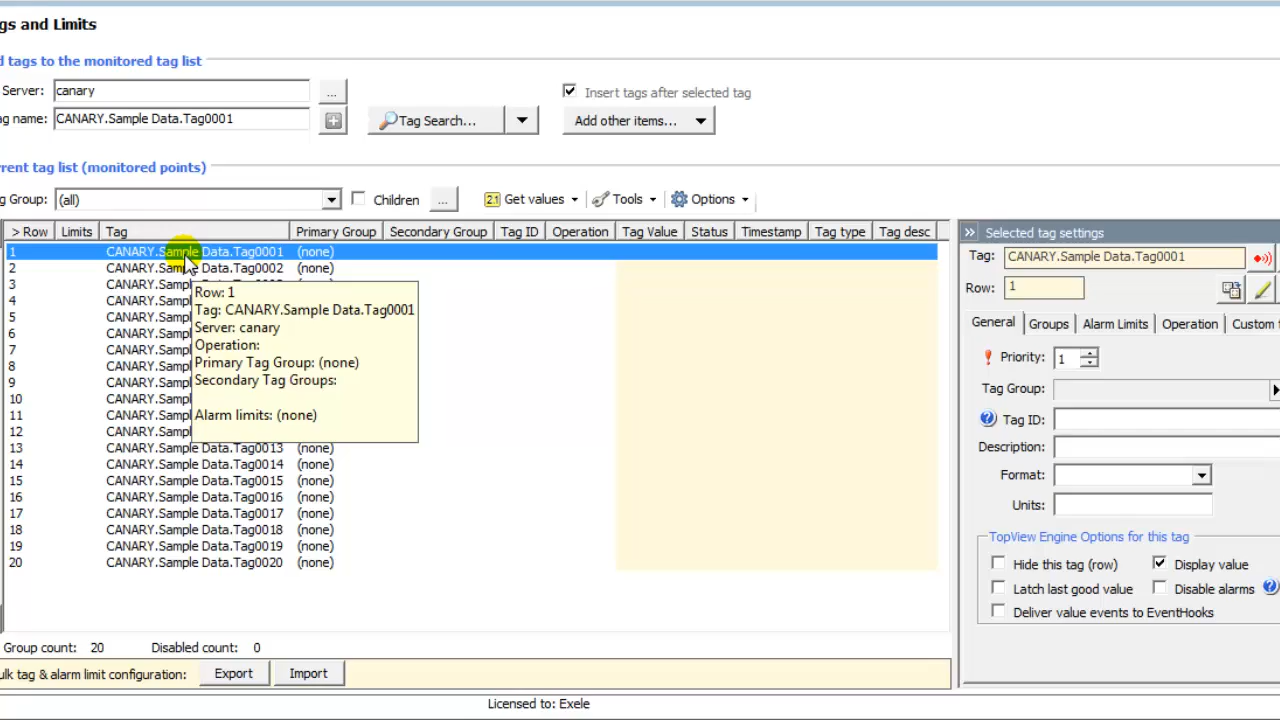 gs and Limits
d tags to the monitored tag list
Server: canary ...
ag name: CANARY.Sample Data.Tag0001
Tag Search...
Insert tags after selected tag
Add other items...
rrent tag list (monitored points)
g Group: (all) Children ... Get values Tools Options
> Row Limits Tag Primary Group Secondary Group Tag ID Operation Tag Value Status Timestamp Tag type Tag desc
1 CANARY.Sample Data.Tag0001 (none)
2 CANARY.Sample Data.Tag0002 (none)
3 CANARY.Sampl
4 CANARY.Sampl
5 CANARY.Sampl
6 CANARY.Sampl
7 CANARY.Sampl
8 CANARY.Sampl
9 CANARY.Sampl
10 CANARY.Sampl
11 CANARY.Sampl
12 CANARY.Sampl
13 CANARY.Sample Data.Tag0013 (none)
14 CANARY.Sample Data.Tag0014 (none)
15 CANARY.Sample Data.Tag0015 (none)
16 CANARY.Sample Data.Tag0016 (none)
17 CANARY.Sample Data.Tag0017 (none)
18 CANARY.Sample Data.Tag0018 (none)
19 CANARY.Sample Data.Tag0019 (none)
20 CANARY.Sample Data.Tag0020 (none)
Row: 1
Tag: CANARY.Sample Data.Tag0001
Server: canary
Operation:
Primary Tag Group: (none)
Secondary Tag Groups:
Alarm limits: (none)
Group count: 20 Disabled count: 0
ulk tag & alarm limit configuration: Export Import
Selected tag settings
Tag: CANARY.Sample Data.Tag0001
Row: 1
General Groups Alarm Limits Operation Custom
Priority: 1
Tag Group:
Tag ID:
Description:
Format:
Units:
TopView Engine Options for this tag
Hide this tag (row) Display value
Latch last good value Disable alarms
Deliver value events to EventHooks
Licensed to: Exele